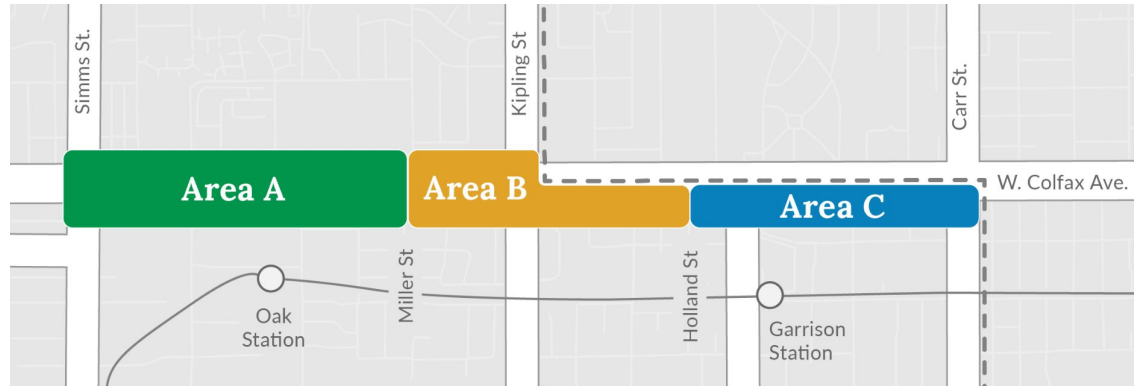 Simms St.
Kipling St
Carr St.
Area A
Area B
Area C
W. Colfax Ave.
Miller St
Holland St
Oak
Station
Garrison
Station